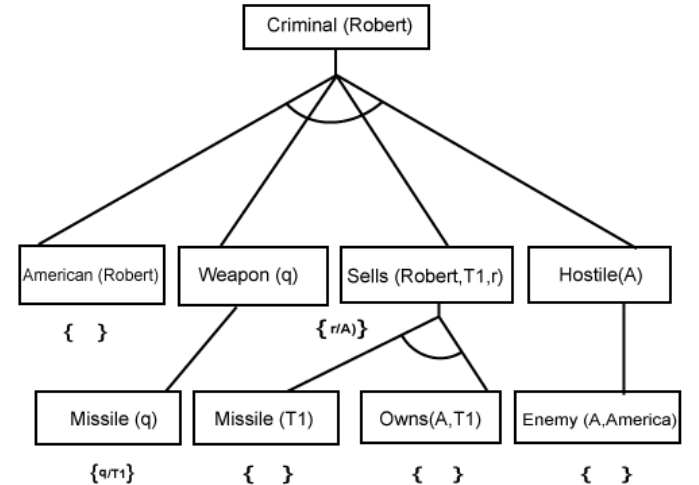 Criminal (Robert)
American (Robert)
Weapon (q)
Sells (Robert,T1,r)
Hostile(A)
{ }
{ r/A)}
Missile (q)
Missile (T1)
Owns(A,T1)
Enemy (A,America)
{q/T1}
{ }
{ }
{ }